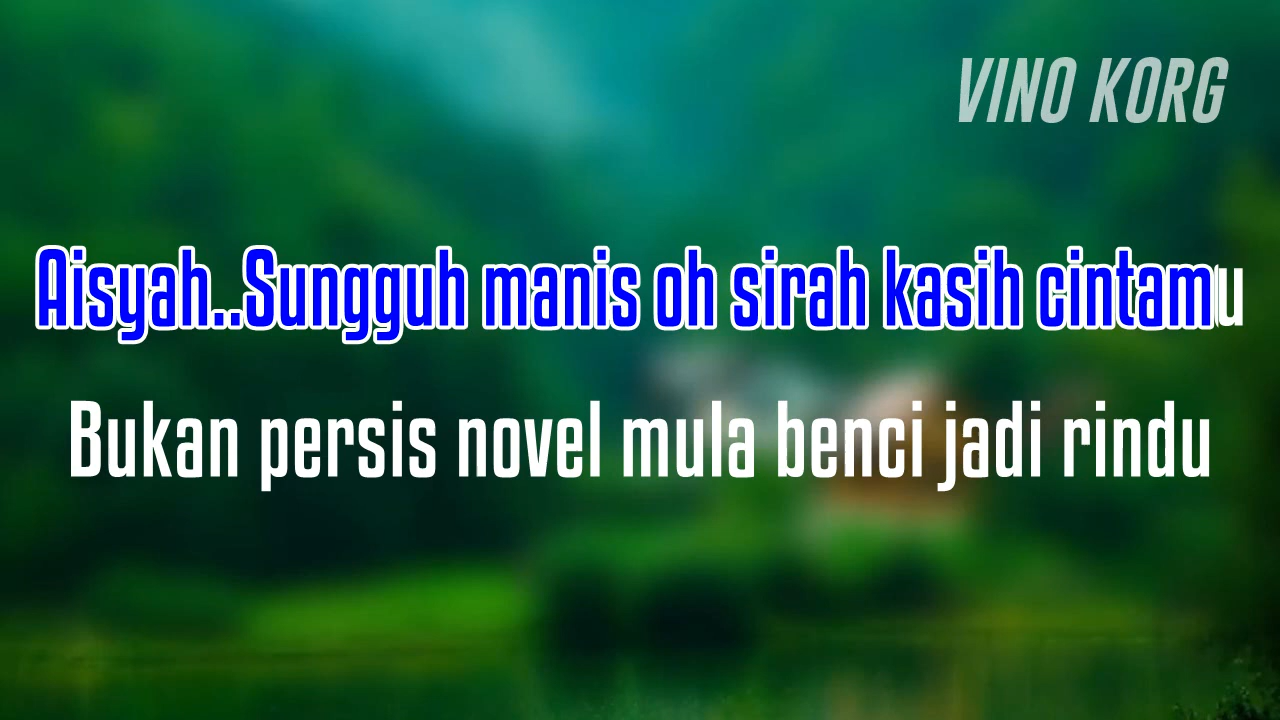 VINO KORG
Aisyah..Sungguh manis oh sirah kasih cintamu
Bukan persis novel mula benci jadi rindu